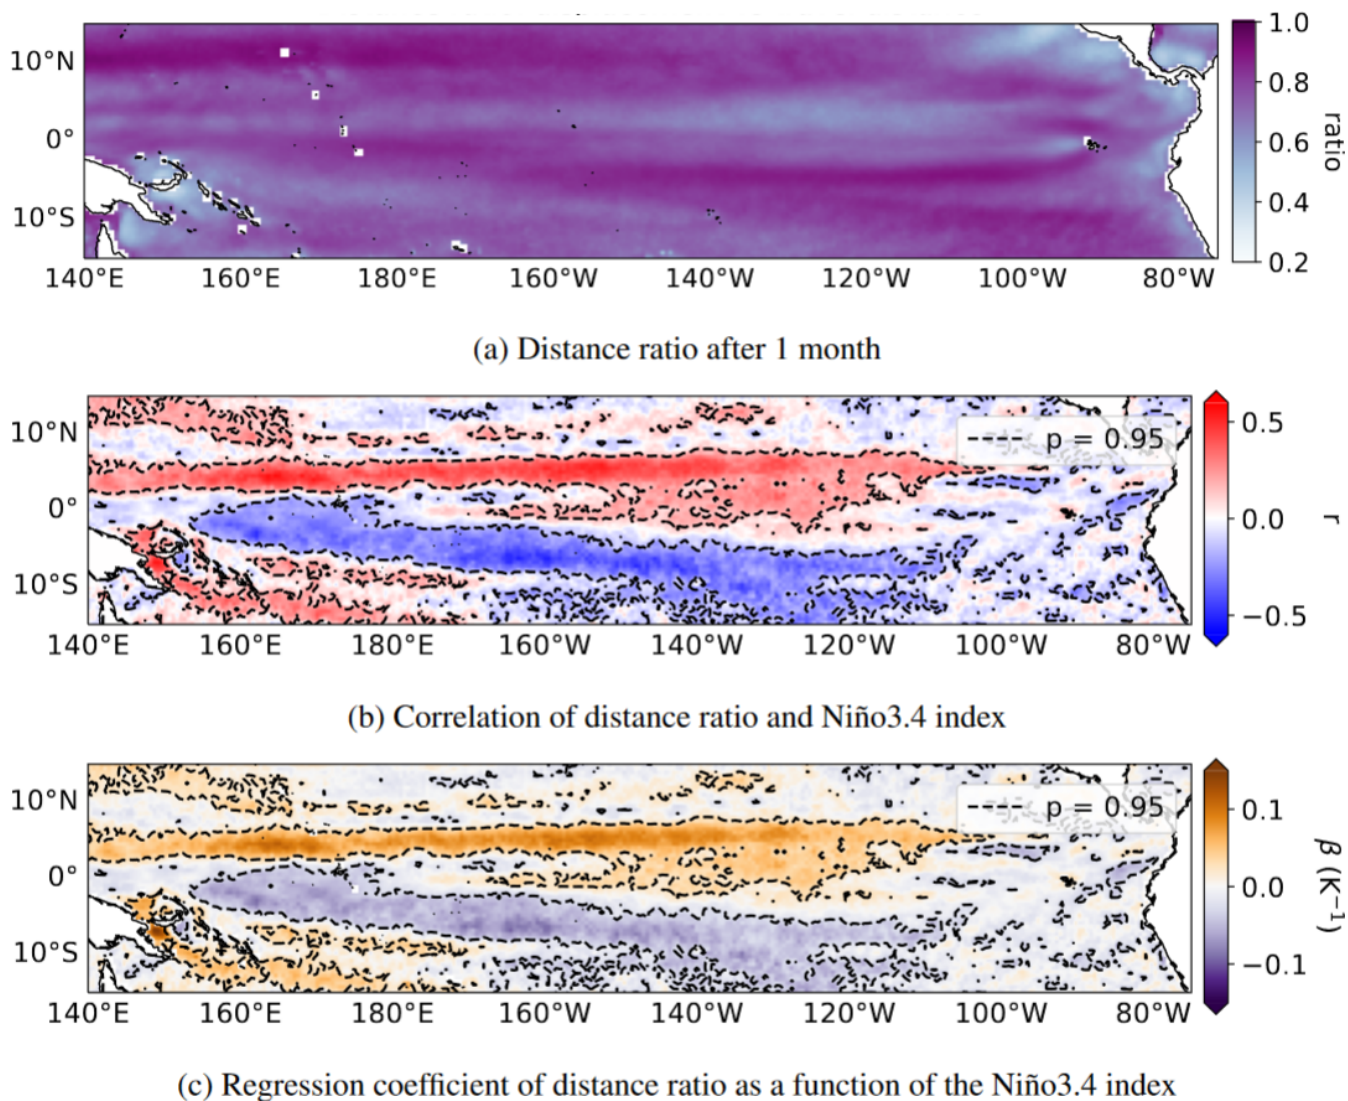 10°N
0°
10°S
140°E 160°E 180°E 160°W 140°W 120°W 100°W 80°W
1.0
0.8
0.6
0.4
0.2
ratio
(a) Distance ratio after 1 month
10°N
0°
10°S
140°E 160°E 180°E 160°W 140°W 120°W 100°W 80°W
p = 0.95
0.5
0.0
−0.5
r
(b) Correlation of distance ratio and Niño3.4 index
10°N
0°
10°S
140°E 160°E 180°E 160°W 140°W 120°W 100°W 80°W
p = 0.95
0.1
0.0
−0.1
β (K⁻¹)
(c) Regression coefficient of distance ratio as a function of the Niño3.4 index